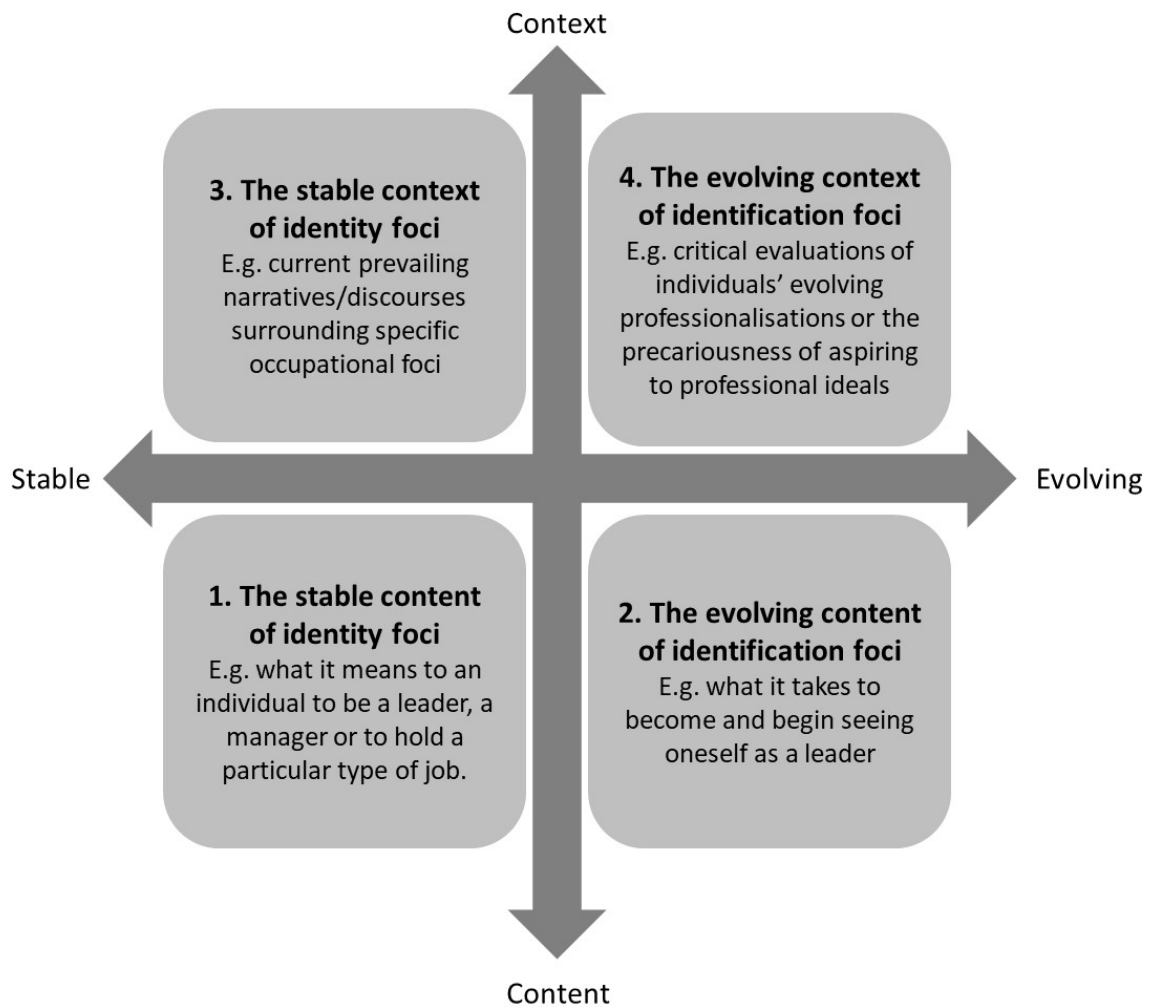 Context
3. The stable context
of identity foci
E.g. current prevailing
narratives/discourses
surrounding specific
occupational foci
4. The evolving context
of identification foci
E.g. critical evaluations of
individuals’ evolving
professionalisations or the
precariousness of aspiring
to professional ideals
Stable
Evolving
1. The stable content
of identity foci
E.g. what it means to an
individual to be a leader, a
manager or to hold a
particular type of job.
2. The evolving content
of identification foci
E.g. what it takes to
become and begin seeing
oneself as a leader
Content